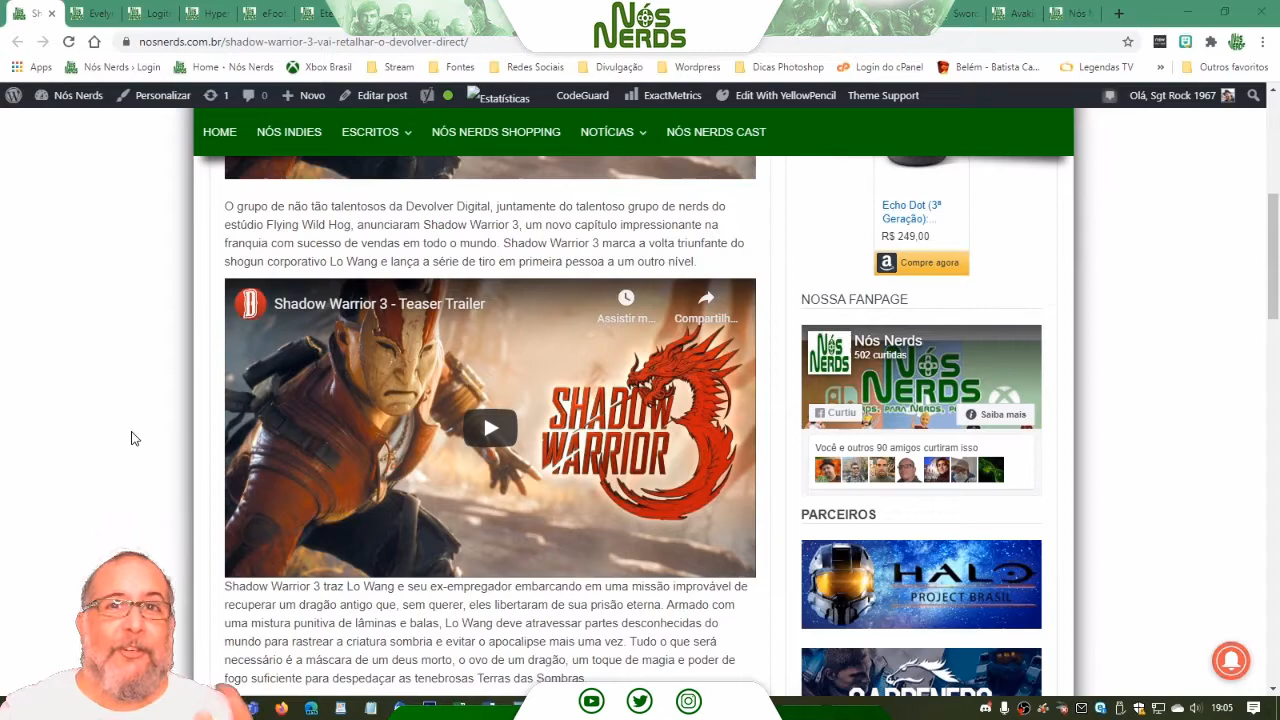 Nós
NERDS
nosnerds.com.br/shadow-warrior-3-vai-retalhar-o-devolver-direct/
Apps
Nós Nerds › Login
Home - Nós Nerds
Xbox Brasil
Stream
Fontes
Redes Sociais
Divulgação
Wordpress
Dicas Photoshop
Login do cPanel
Belém - Batista Ca...
Legendas TV
»
Outros favoritos
Nós Nerds
Personalizar
1
0
Novo
Editar post
Estatísticas
CodeGuard
ExactMetrics
Edit With YellowPencil
Theme Support
Olá, Sgt Rock 1967
HOME
NÓS INDIES
ESCRITOS
NÓS NERDS SHOPPING
NOTÍCIAS
NÓS NERDS CAST
O grupo de não tão talentosos da Devolver Digital, juntamente do talentoso grupo de nerds do
estúdio Flying Wild Hog, anunciaram Shadow Warrior 3, um novo capítulo impressionante na
franquia com sucesso de vendas em todo o mundo. Shadow Warrior 3 marca a volta triunfante do
shogun corporativo Lo Wang e lança a série de tiro em primeira pessoa a um outro nível.
Shadow Warrior 3 - Teaser Trailer
Assistir m...
Compartilh...
SHADOW
WARRIOR
3
Shadow Warrior 3 traz Lo Wang e seu ex-empregador embarcando em uma missão improvável de
recuperar um dragão antigo que, sem querer, eles libertaram de sua prisão eterna. Armado com
uma mistura punitiva de lâminas e balas, Lo Wang deve atravessar partes desconhecidas do
mundo para rastrear a criatura sombria e evitar o apocalipse mais uma vez. Tudo o que será
necessário é a máscara de um deus morto, o ovo de um dragão, um toque de magia e poder de
fogo suficiente para despedaçar as tenebrosas Terras das Sombras
Echo Dot (3ª
Geração):...
R$ 249,00
Compre agora
NOSSA FANPAGE
Nós Nerds
502 curtidas
NÓS
NERDS
Nós
NERDS
Curtiu
Saiba mais
Você e outros 90 amigos curtiram isso
PARCEIROS
HALO
PROJECT BRASIL
19:05